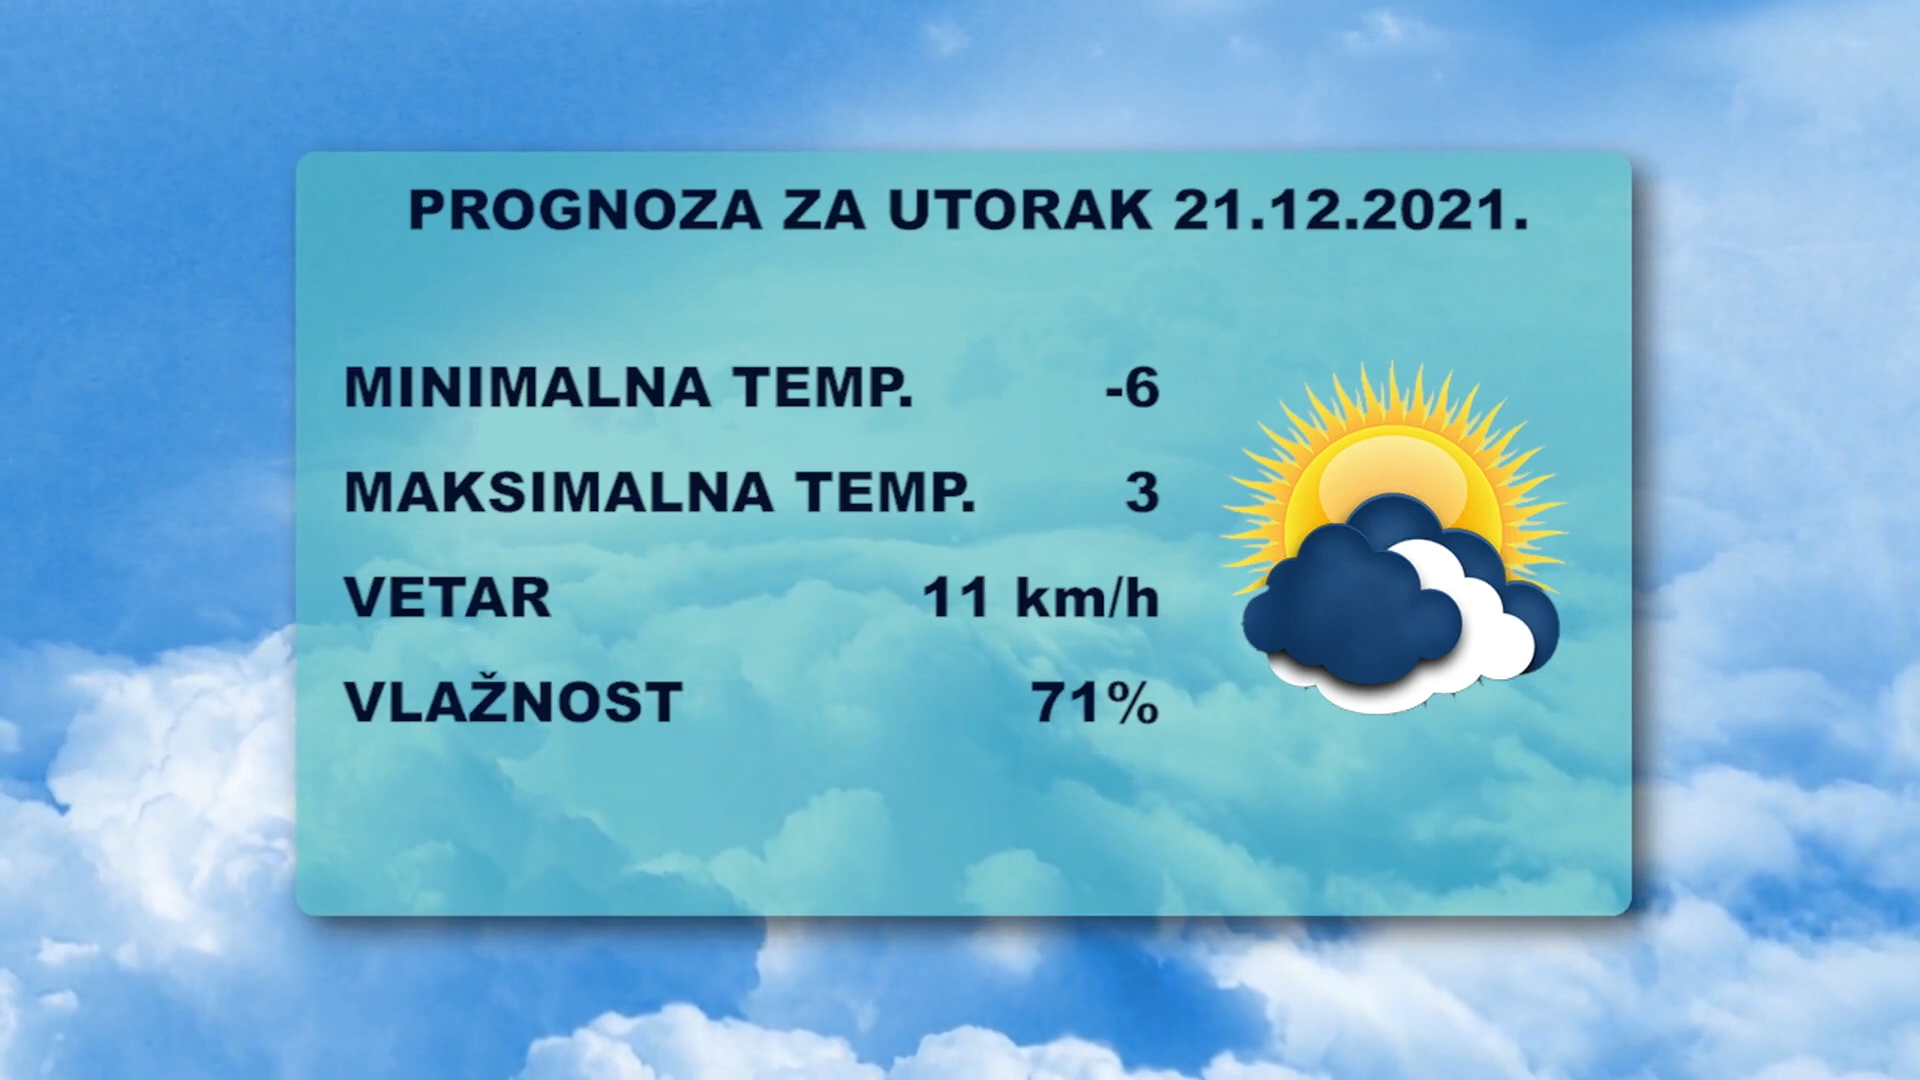 PROGNOZA ZA UTORAK 21.12.2021.
MINIMALNA TEMP. -6
MAKSIMALNA TEMP. 3
VETAR 11 km/h
VLAŽNOST 71%